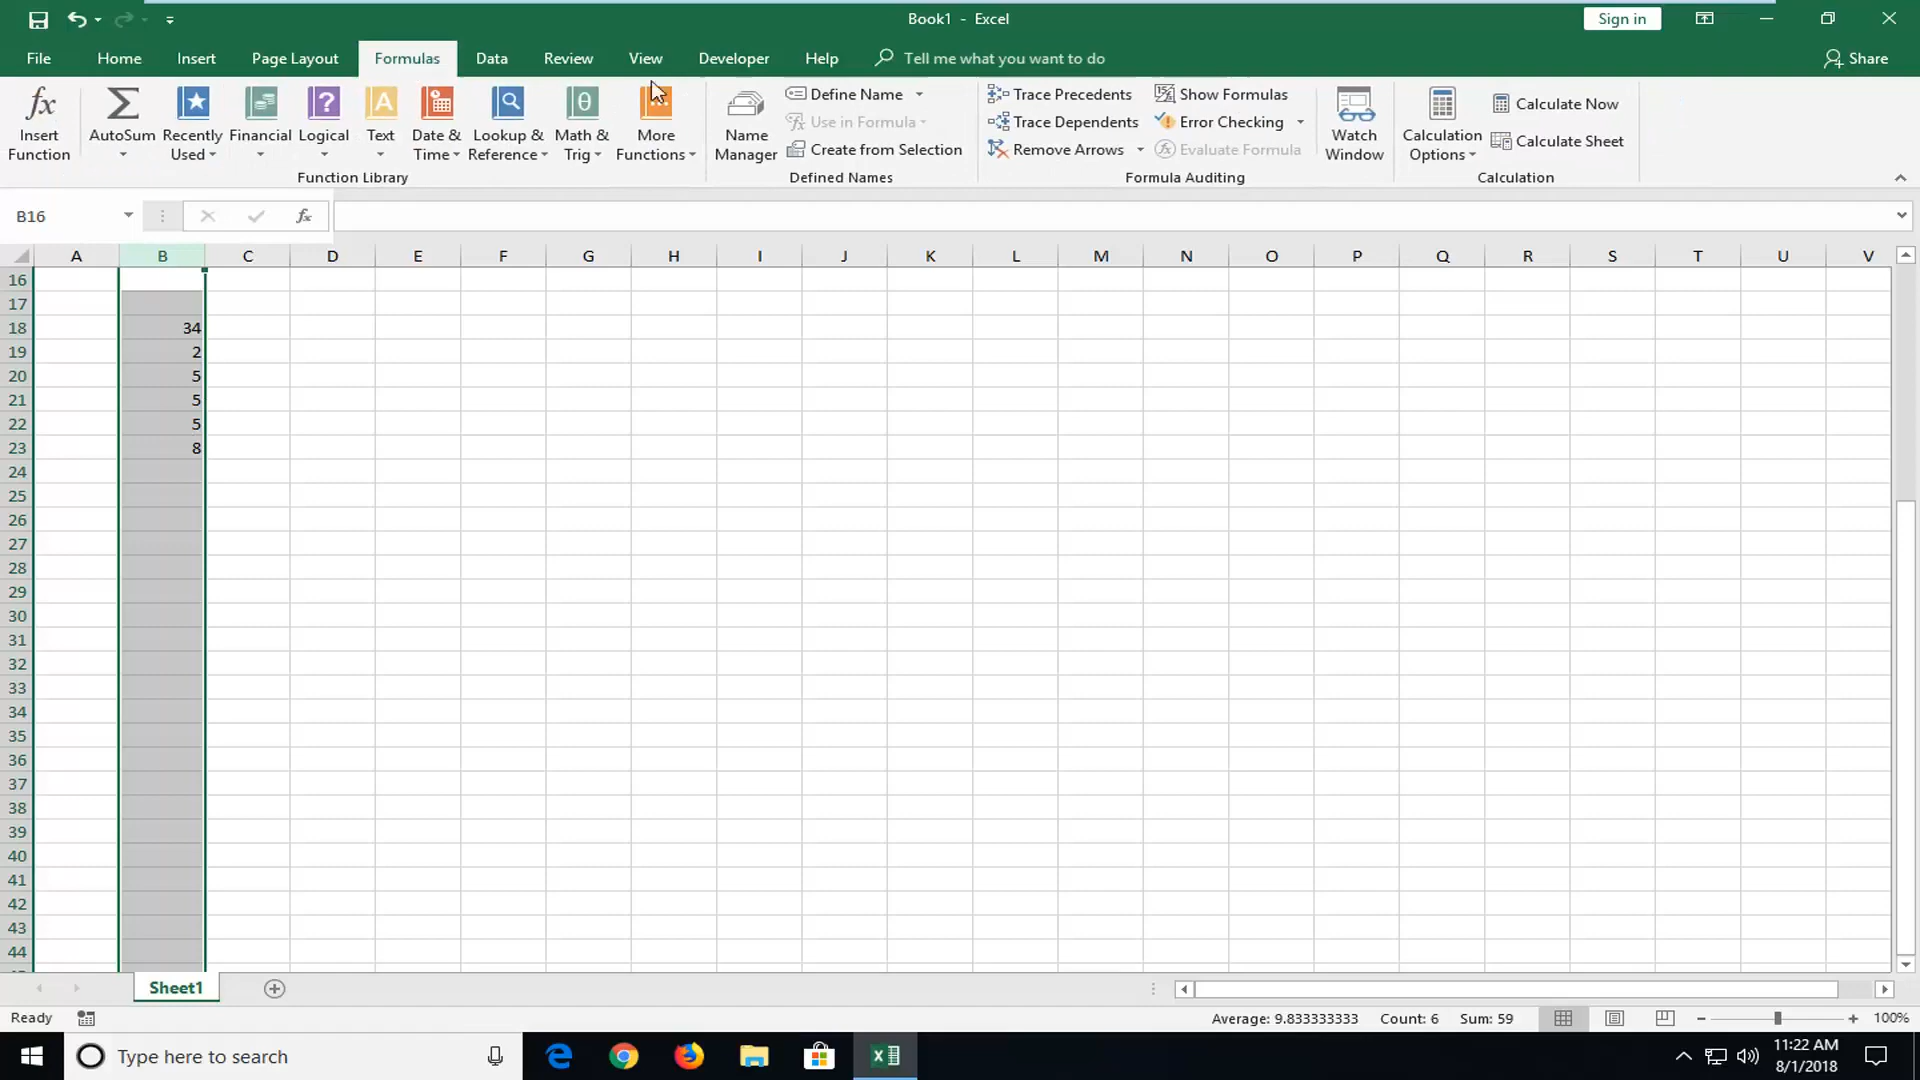 Book1 - Excel
Sign in
File Home Insert Page Layout Formulas Data Review View Developer Help Tell me what you want to do Share
Insert Function
AutoSum
Recently Used
Financial
Logical
Text
Date & Time
Lookup & Reference
Math & Trig
More Functions
Function Library
Name Manager
Define Name
Use in Formula
Create from Selection
Defined Names
Trace Precedents
Trace Dependents
Remove Arrows
Show Formulas
Error Checking
Evaluate Formula
Formula Auditing
Watch Window
Calculation Options
Calculate Now
Calculate Sheet
Calculation
B16 fx
A B C D E F G H I J K L M N O P Q R S T U V
16
17
18 34
19 2
20 5
21 5
22 5
23 8
24
25
26
27
28
29
30
31
32
33
34
35
36
37
38
39
40
41
42
43
44
Sheet1
Ready Average: 9.833333333 Count: 6 Sum: 59 100%
Type here to search
11:22 AM
8/1/2018